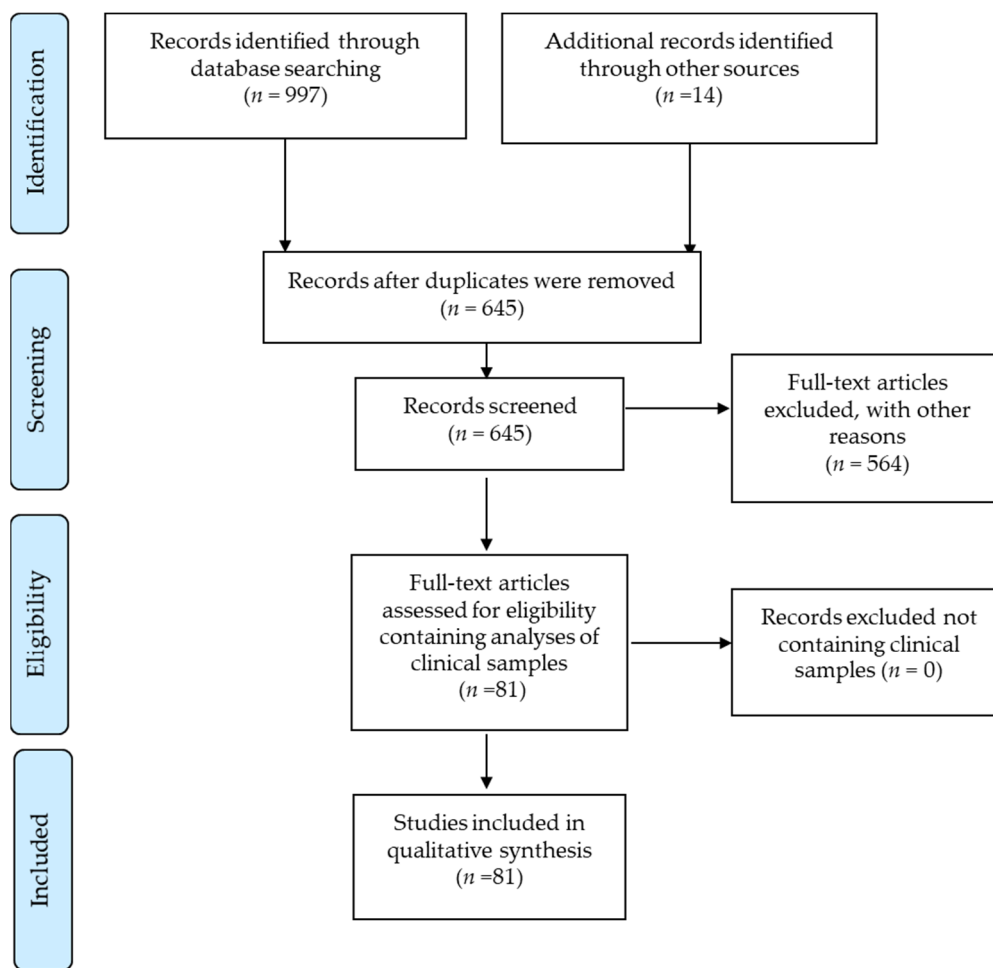 Identification
Records identified through
database searching
(n = 997)
Additional records identified
through other sources
(n =14)
Records after duplicates were removed
(n = 645)
Screening
Records screened
(n = 645)
Full-text articles
excluded, with other
reasons
(n = 564)
Eligibility
Full-text articles
assessed for eligibility
containing analyses of
clinical samples
(n =81)
Records excluded not
containing clinical
samples (n = 0)
Included
Studies included in
qualitative synthesis
(n =81)